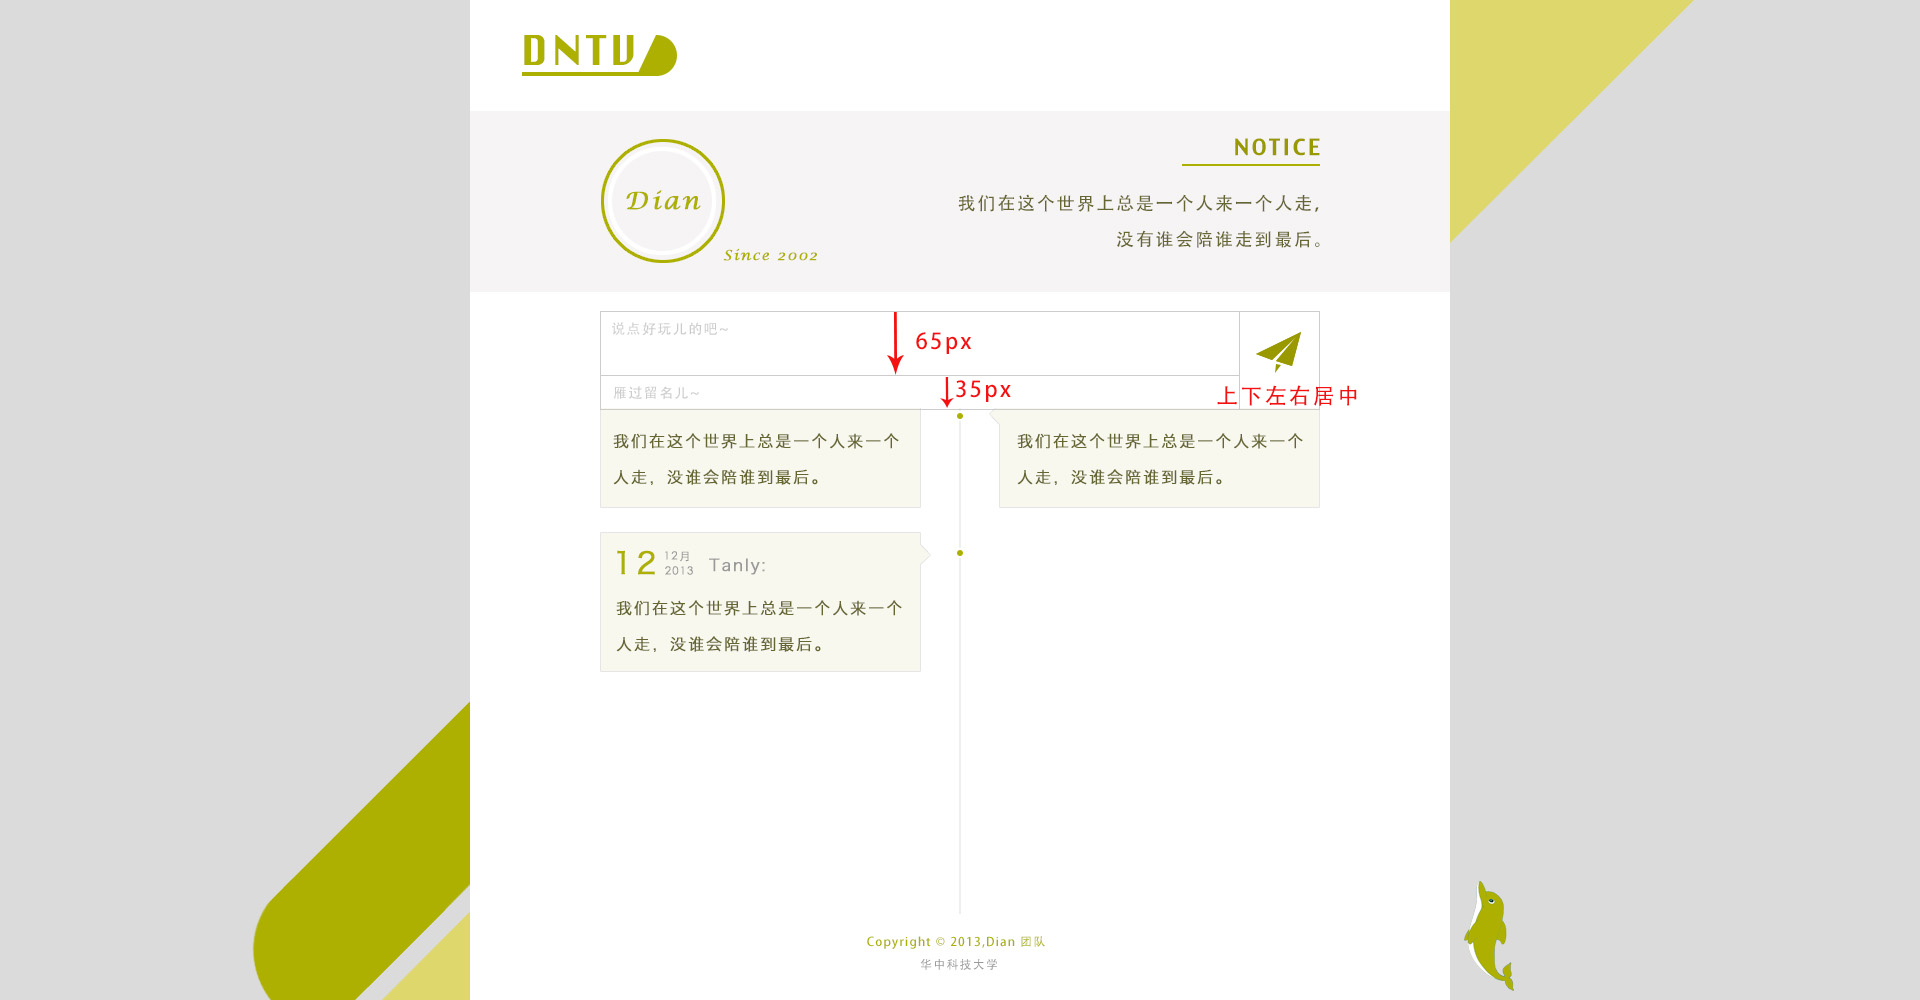 DNTU
NOTICE
Dian
Since 2002
我们在这个世界上总是一个人来一个人走,
没有谁会陪谁走到最后。
说点好玩儿的吧~
65px
雁过留名儿~
35px
上下左右居中
我们在这个世界上总是一个人来一个
人走,没谁会陪谁到最后。
我们在这个世界上总是一个人来一个
人走,没谁会陪谁到最后。
12
12月
2013
Tanly:
我们在这个世界上总是一个人来一个
人走,没谁会陪谁到最后。
Copyright © 2013,Dian 团队
华中科技大学